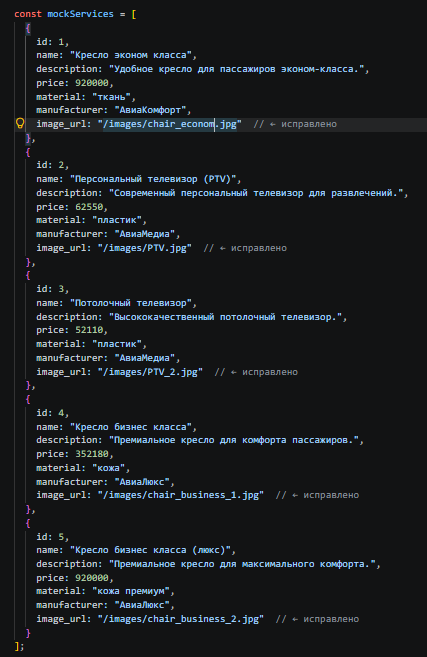 const mockServices = [
{
id: 1,
name: "Кресло эконом класса",
description: "Удобное кресло для пассажиров эконом-класса.",
price: 920000,
material: "ткань",
manufacturer: "АвиаКомфорт",
image_url: "/images/chair_econom.jpg"  // ← исправлено
},
{
id: 2,
name: "Персональный телевизор (PTV)",
description: "Современный персональный телевизор для развлечений.",
price: 62550,
material: "пластик",
manufacturer: "АвиаМедиа",
image_url: "/images/PTV.jpg"  // ← исправлено
},
{
id: 3,
name: "Потолочный телевизор",
description: "Высококачественный потолочный телевизор.",
price: 52110,
material: "пластик",
manufacturer: "АвиаМедиа",
image_url: "/images/PTV_2.jpg"  // ← исправлено
},
{
id: 4,
name: "Кресло бизнес класса",
description: "Премиальное кресло для комфорта пассажиров.",
price: 352180,
material: "кожа",
manufacturer: "АвиаЛюкс",
image_url: "/images/chair_business_1.jpg"  // ← исправлено
},
{
id: 5,
name: "Кресло бизнес класса (люкс)",
description: "Премиальное кресло для максимального комфорта.",
price: 920000,
material: "кожа премиум",
manufacturer: "АвиаЛюкс",
image_url: "/images/chair_business_2.jpg"  // ← исправлено
}
];